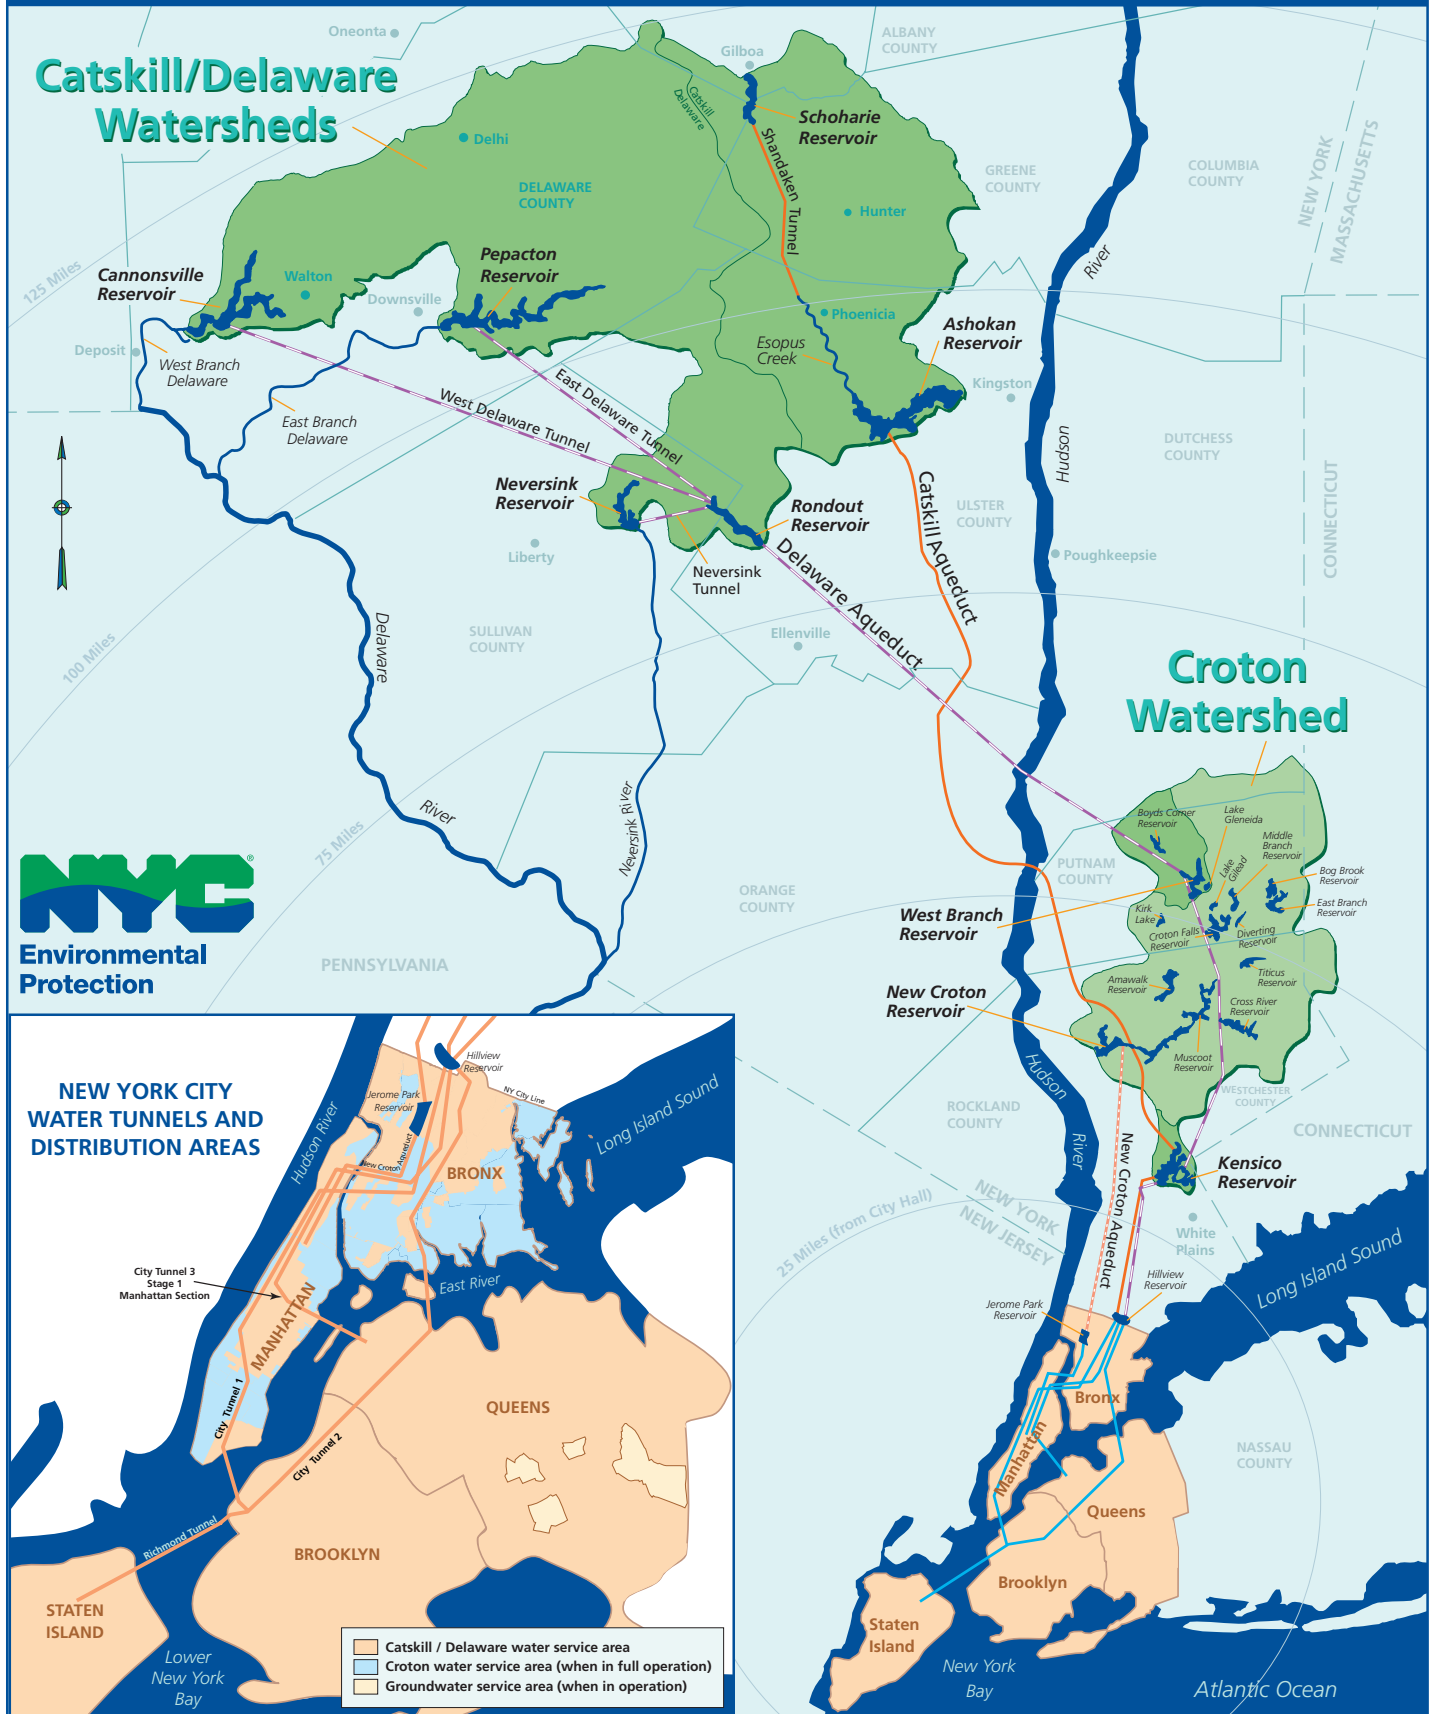 Oneonta
ALBANY
COUNTY
Gilboa
Catskill/Delaware
Watersheds
Catskill
Delaware
Schoharie
Reservoir
Delhi
Shandaken Tunnel
GREENE
COUNTY
COLUMBIA
COUNTY
NEW YORK
MASSACHUSETTS
DELAWARE
COUNTY
Hunter
125 Miles
Cannonsville
Reservoir
Walton
Pepacton
Reservoir
Downsville
River
Phoenicia
Ashokan
Reservoir
Esopus
Creek
Deposit
West Branch
Delaware
East Branch
Delaware
West Delaware Tunnel
East Delaware Tunnel
Kingston
Hudson
DUTCHESS
COUNTY
CONNECTICUT
Neversink
Reservoir
Rondout
Reservoir
Catskill Aqueduct
ULSTER
COUNTY
Liberty
Neversink
Tunnel
Delaware Aqueduct
Poughkeepsie
Delaware
SULLIVAN
COUNTY
Ellenville
100 Miles
Croton
Watershed
75 Miles
River
Neversink River
Boyds Corner
Reservoir
Lake
Gleneida
Middle
Branch
Reservoir
Lake
Gilead
PUTNAM
COUNTY
Bog Brook
Reservoir
East Branch
Reservoir
ORANGE
COUNTY
West Branch
Reservoir
Kirk
Lake
Croton Falls
Reservoir
Diverting
Reservoir
NYC®
Environmental
Protection
PENNSYLVANIA
New Croton
Reservoir
Amawalk
Reservoir
Titicus
Reservoir
Cross River
Reservoir
Muscoot
Reservoir
WESTCHESTER
COUNTY
Hudson
River
ROCKLAND
COUNTY
CONNECTICUT
New Croton Aqueduct
Kensico
Reservoir
NEW YORK
NEW JERSEY
25 Miles (from City Hall)
White
Plains
Long Island Sound
Hillview
Reservoir
Jerome Park
Reservoir
Bronx
Manhattan
NASSAU
COUNTY
Queens
Brooklyn
Staten
Island
New York
Bay
Atlantic Ocean
NEW YORK CITY
WATER TUNNELS AND
DISTRIBUTION AREAS
Hudson River
Hillview
Reservoir
Jerome Park
Reservoir
NY City Line
Long Island Sound
New Croton
Aqueduct
BRONX
City Tunnel 3
Stage 1
Manhattan Section
East River
MANHATTAN
City Tunnel 1
QUEENS
City Tunnel 2
Richmond Tunnel
BROOKLYN
STATEN
ISLAND
Lower
New York
Bay
Catskill / Delaware water service area
Croton water service area (when in full operation)
Groundwater service area (when in operation)